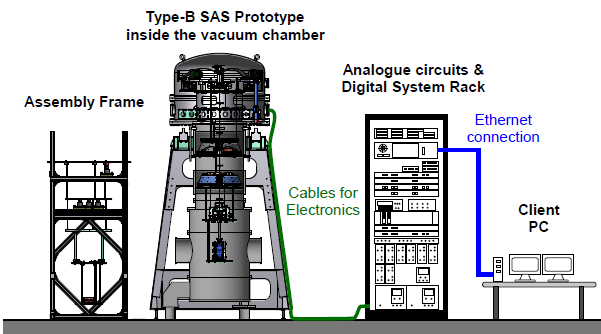 Type-B SAS Prototype
inside the vacuum chamber
Assembly Frame
Analogue circuits &
Digital System Rack
Ethernet
connection
Cables for
Electronics
Client
PC